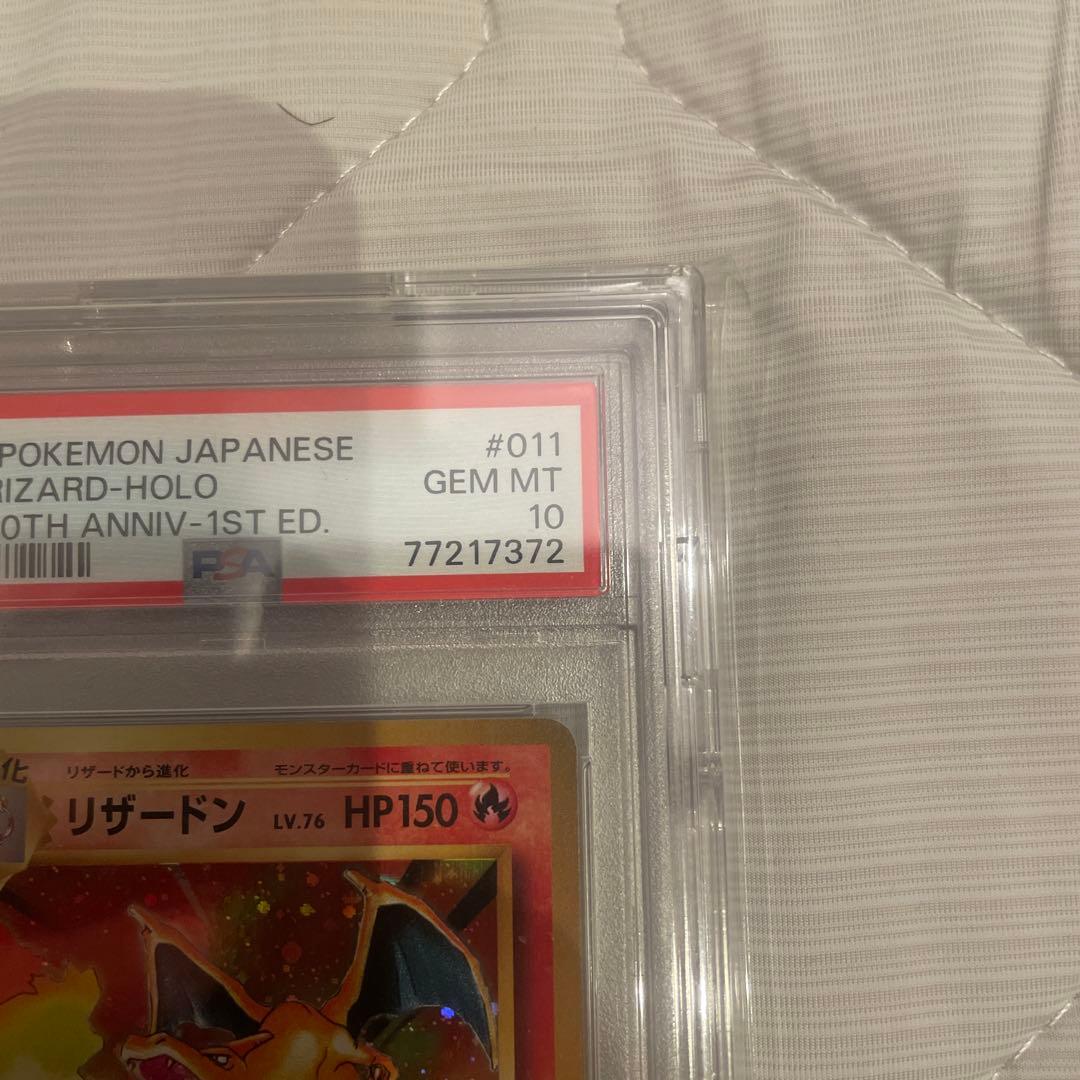 POKEMON JAPANESE #011
RIZARD-HOLO GEM MT
0TH ANNIV-1ST ED. 10
PSA 77217372
化 リザードから進化 モンスターカードに重ねて使います。
リザードン LV.76 HP150